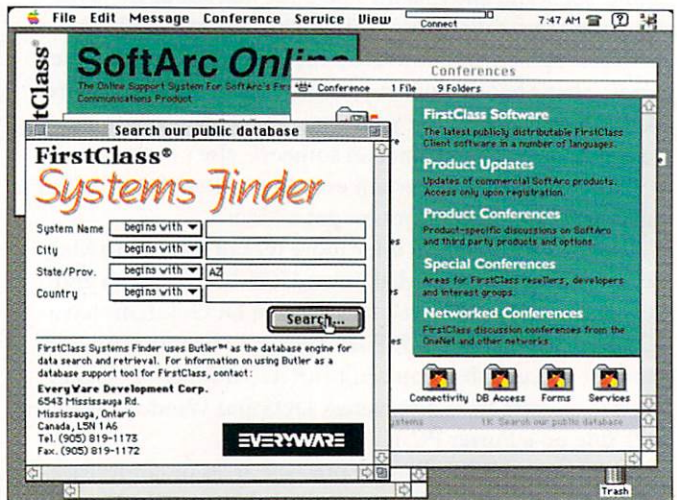 File Edit Message Conference Service View
Connect
7:47 AM
SoftArc Online
The Online Support System For SoftArc's
Communications Product
Conferences
Conference 1 File 9 Folders
FirstClass Software
The latest publicly distributable FirstClass
Client software in a number of languages.
Product Updates
Updates of commercial SoftArc products.
Access only upon registration.
Product Conferences
Product-specific discussions on SoftArc
and third party products and options.
Special Conferences
Areas for FirstClass resellers, developers
and interest groups.
Networked Conferences
FirstClass discussion conferences from the
OneNet and other networks.
Connectivity DB Access Forms Services
1K Search our public database
Search our public database
FirstClass®
Systems Finder
System Name begins with
City begins with
State/Prov. begins with AZ
Country begins with
Search...
FirstClass Systems Finder uses Butler™ as the database engine for
data search and retrieval. For information on using Butler as a
database support tool for FirstClass, contact:
EveryWare Development Corp.
6543 Mississauga Rd.
Mississauga, Ontario
Canada, L5N 1A6
Tel. (905) 819-1173
Fax. (905) 819-1172
EVERYWARE
Trash